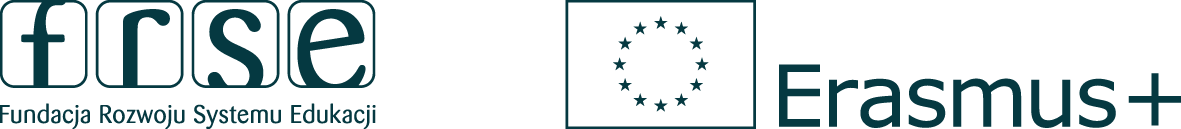 frse
Fundacja Rozwoju Systemu Edukacji
Erasmus+